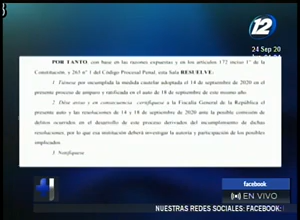 12
24 Sep 20
POR TANTO, con base en las razones expuestas y en los artículos 172 inciso 1° de la
Constitución, y 265 n° 1 del Código Procesal Penal, esta Sala RESUELVE:
1 Tiénese por incumplida la medida cautelar adoptada el 14 de septiembre de 2020 en
el presente proceso de amparo y ratificada en el auto de 18 de septiembre de este mismo año.
2 Dése aviso y en consecuencia certifíquese a la Fiscalía General de la República el
presente auto y las resoluciones de 14 y 18 de septiembre de 2020 ante la posible comisión de
delitos ocurridos en el desarrollo de este proceso derivados del incumplimiento de dichas
resoluciones, por lo que esa institución deberá investigar la autoría y participación de los posibles
implicados.
3 Notifíquese
facebook
EN VIVO
NUESTRAS REDES SOCIALES: FACEBOOK: